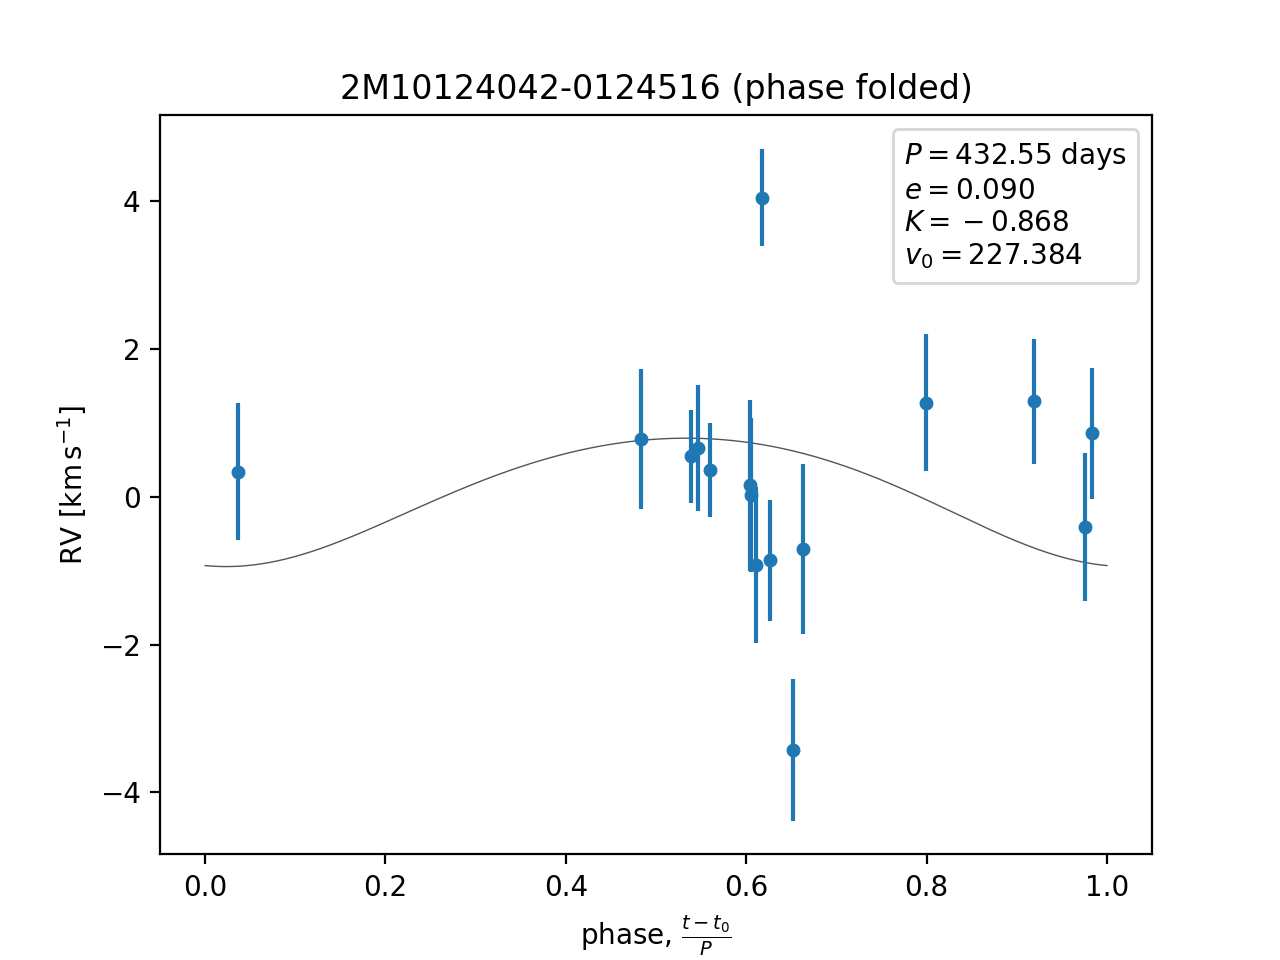 2M10124042-0124516 (phase folded)
P = 432.55 days
e = 0.090
K = −0.868
v₀ = 227.384
RV [km s⁻¹]
4
2
0
−2
−4
0.0 0.2 0.4 0.6 0.8 1.0
phase, (t − t₀)/P